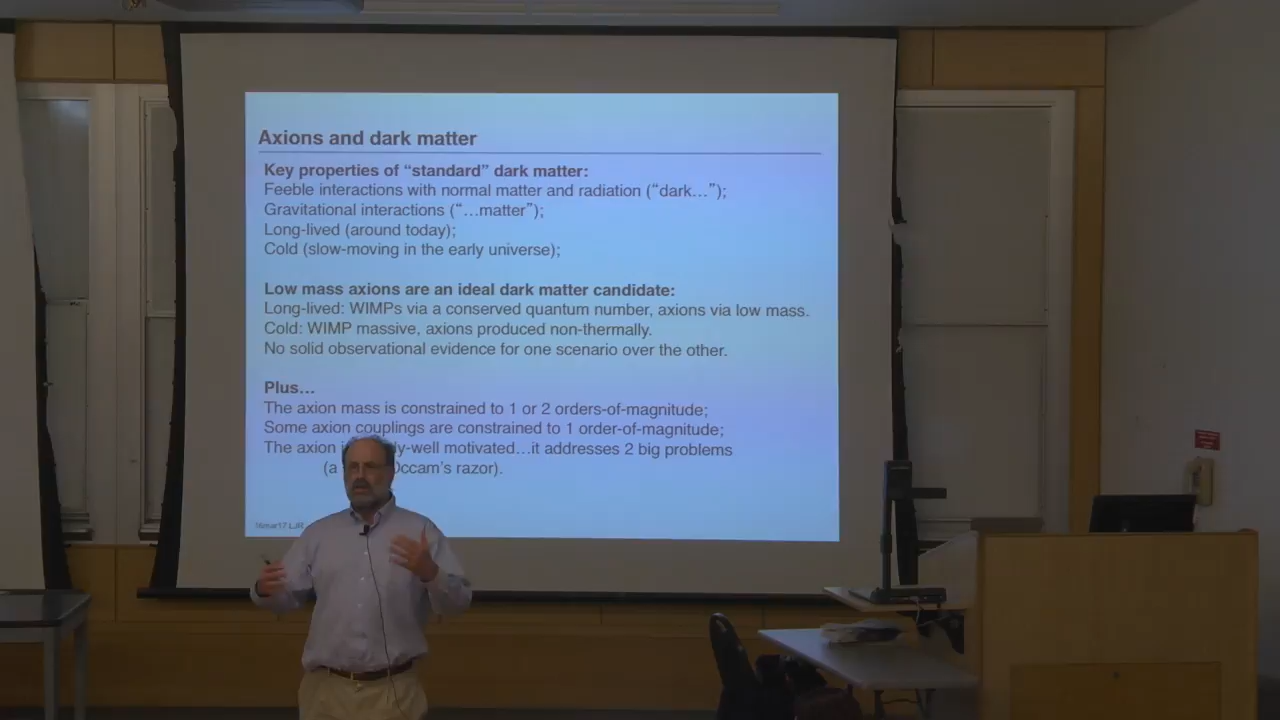 Axions and dark matter
Key properties of “standard” dark matter:
Feeble interactions with normal matter and radiation (“dark…”);
Gravitational interactions (“…matter”);
Long-lived (around today);
Cold (slow-moving in the early universe);
Low mass axions are an ideal dark matter candidate:
Long-lived: WIMPs via a conserved quantum number, axions via low mass.
Cold: WIMP massive, axions produced non-thermally.
No solid observational evidence for one scenario over the other.
Plus…
The axion mass is constrained to 1 or 2 orders-of-magnitude;
Some axion couplings are constrained to 1 order-of-magnitude;
The axion well motivated…it addresses 2 big problems
(a Occam’s razor).